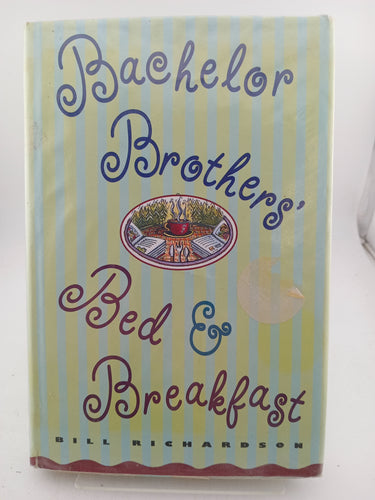 Bachelor
Brothers'
Bed &
Breakfast
BILL RICHARDSON